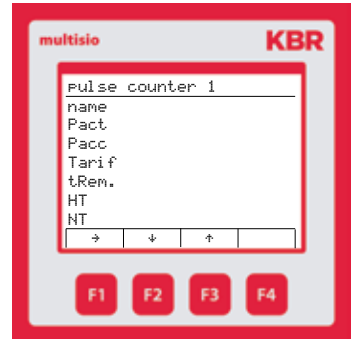 multisio KBR
pulse counter 1
name
Pact
Pacc
Tarif
tRem.
HT
NT
→ ↓ ↑
F1 F2 F3 F4